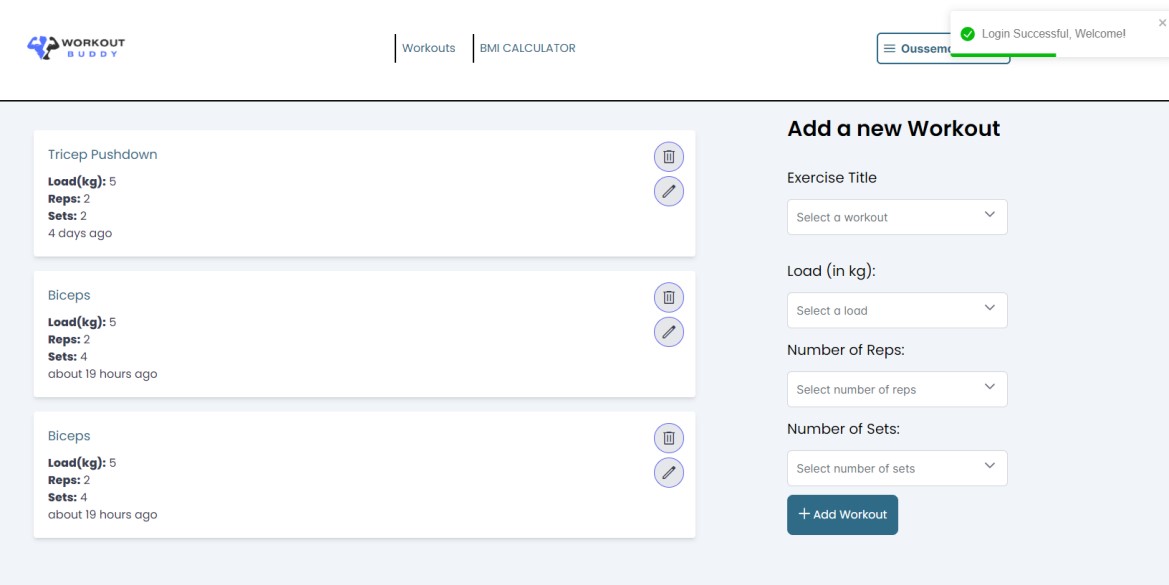 WORKOUT
BUDDY
Workouts
BMI CALCULATOR
Login Successful, Welcome!
Tricep Pushdown
Load(kg): 5
Reps: 2
Sets: 2
4 days ago
Biceps
Load(kg): 5
Reps: 2
Sets: 4
about 19 hours ago
Biceps
Load(kg): 5
Reps: 2
Sets: 4
about 19 hours ago
Add a new Workout
Exercise Title
Select a workout
Load (in kg):
Select a load
Number of Reps:
Select number of reps
Number of Sets:
Select number of sets
+ Add Workout